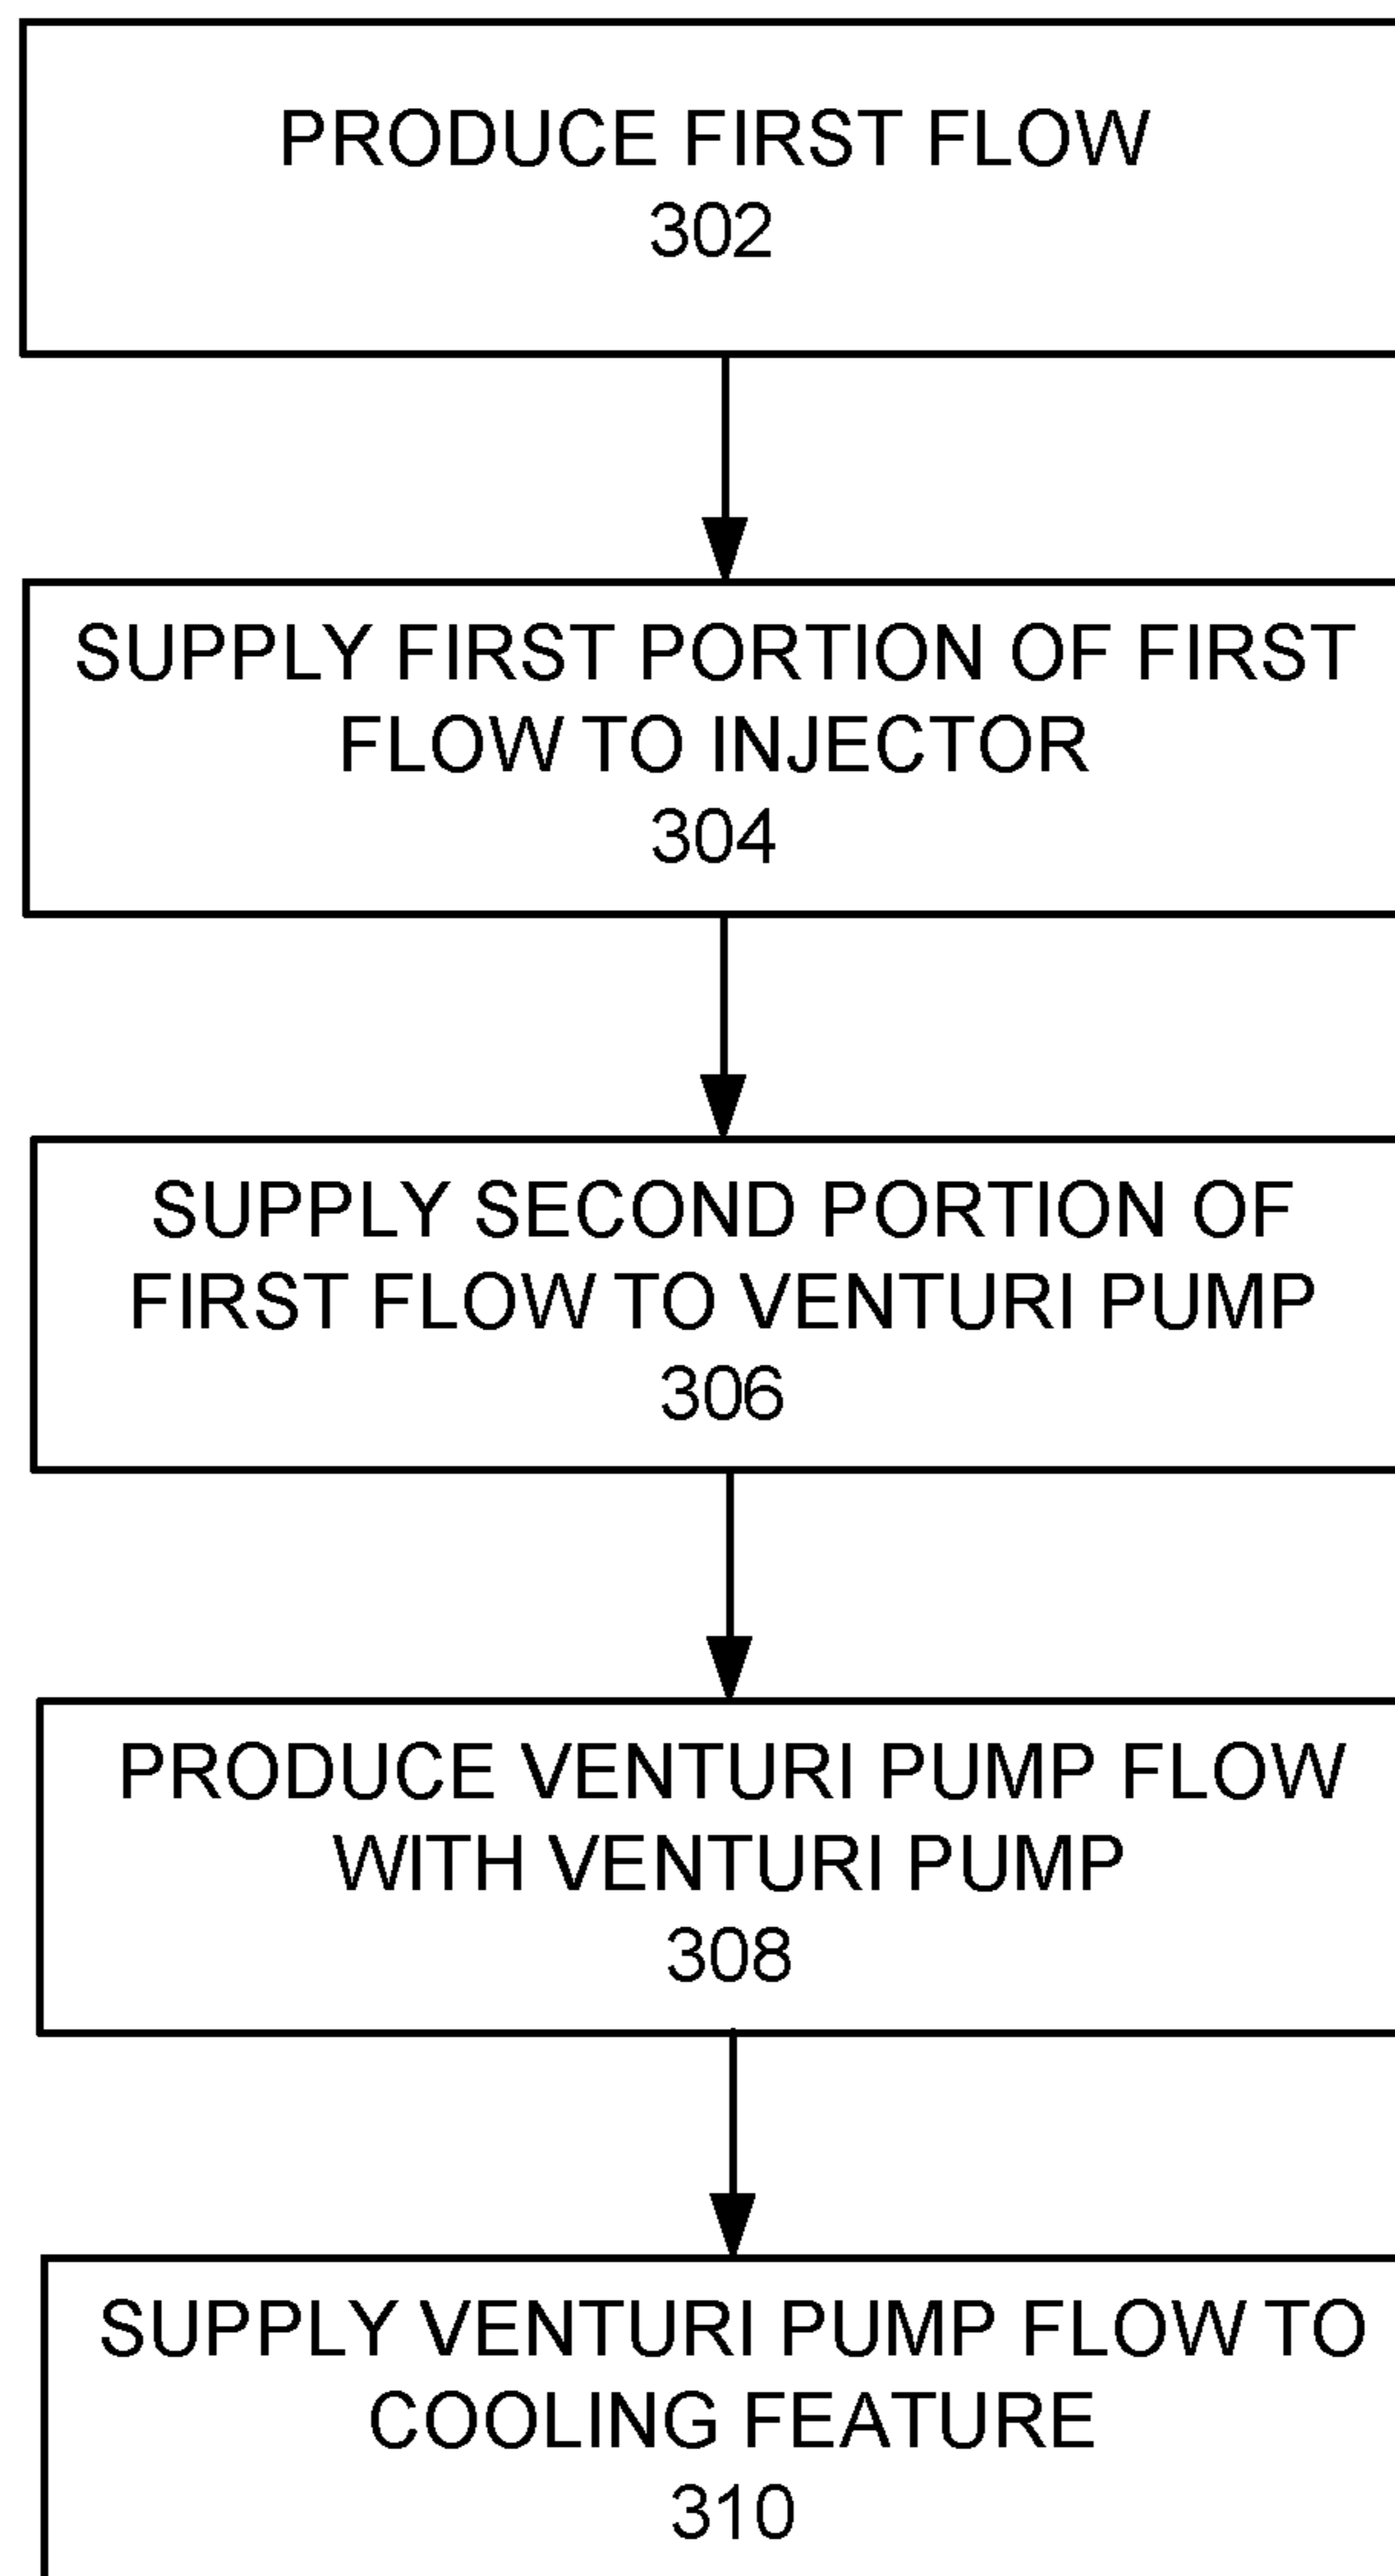 PRODUCE FIRST FLOW
302
SUPPLY FIRST PORTION OF FIRST
FLOW TO INJECTOR
304
SUPPLY SECOND PORTION OF
FIRST FLOW TO VENTURI PUMP
306
PRODUCE VENTURI PUMP FLOW
WITH VENTURI PUMP
308
SUPPLY VENTURI PUMP FLOW TO
COOLING FEATURE
310